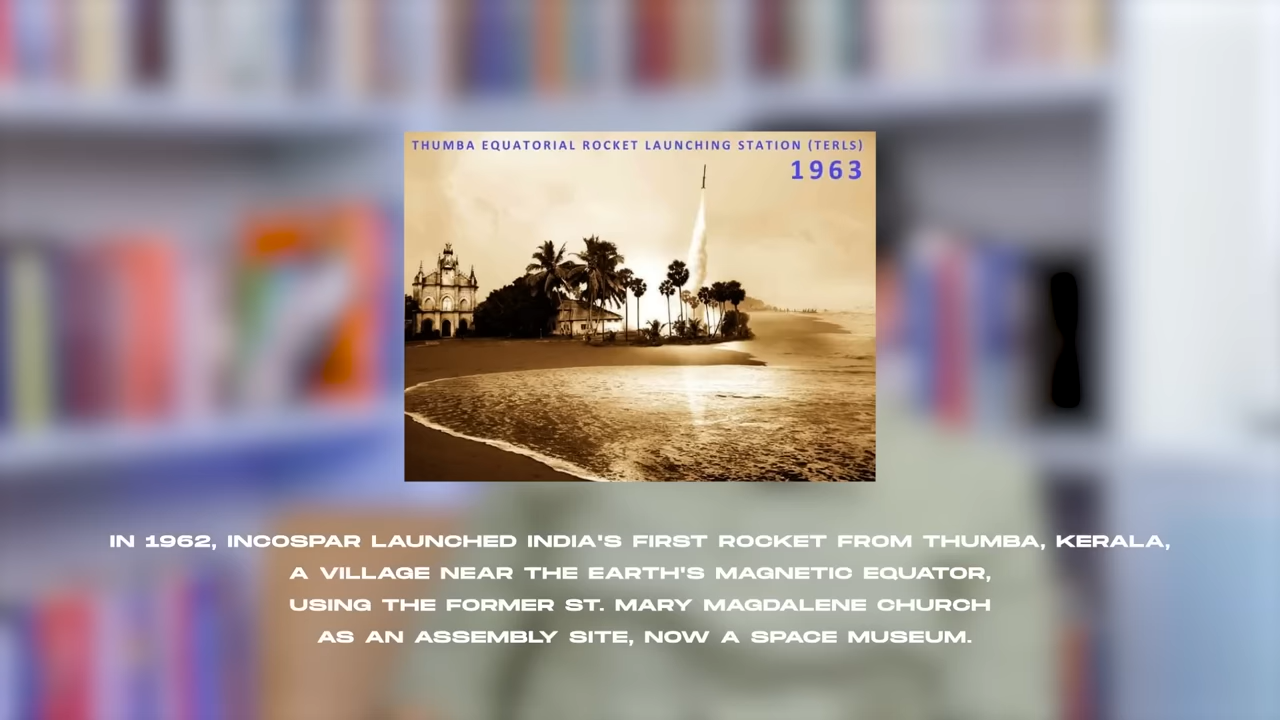 THUMBA EQUATORIAL ROCKET LAUNCHING STATION (TERLS)
1963
IN 1962, INCOSPAR LAUNCHED INDIA'S FIRST ROCKET FROM THUMBA, KERALA,
A VILLAGE NEAR THE EARTH'S MAGNETIC EQUATOR,
USING THE FORMER ST. MARY MAGDALENE CHURCH
AS AN ASSEMBLY SITE, NOW A SPACE MUSEUM.